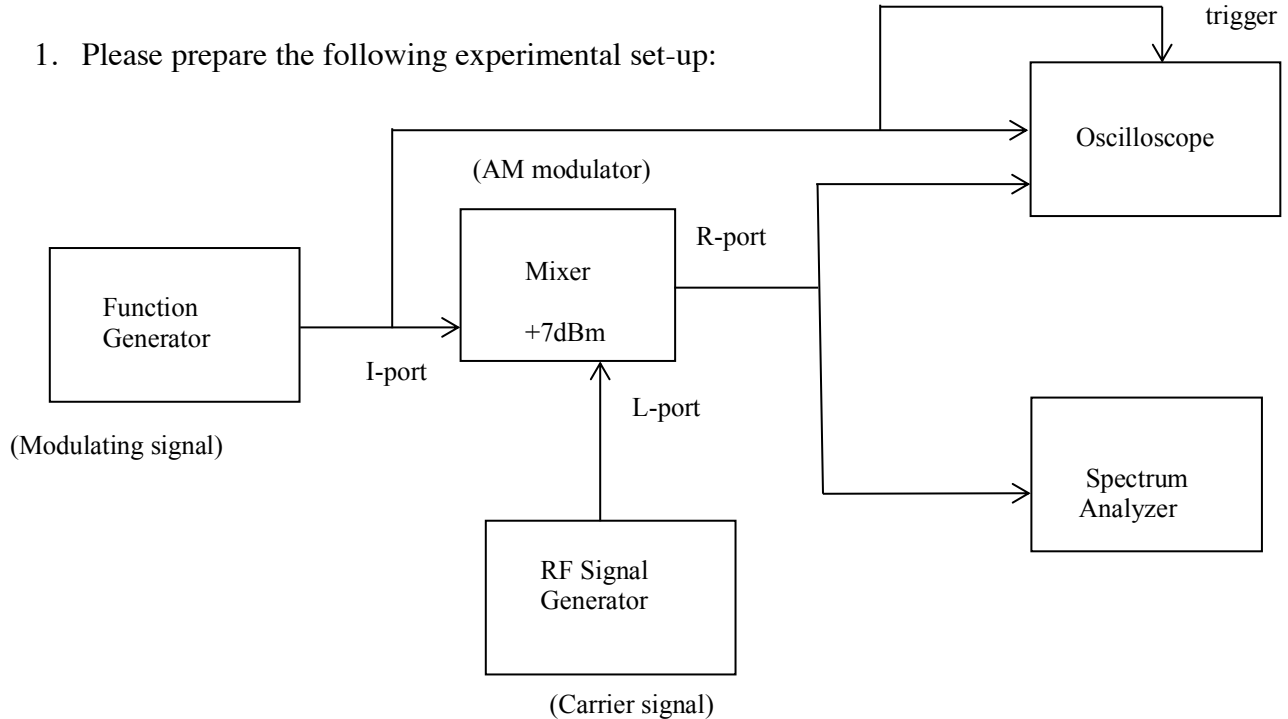 trigger
1. Please prepare the following experimental set-up:
Oscilloscope
(AM modulator)
R-port
Mixer
+7dBm
Function
Generator
I-port
L-port
(Modulating signal)
Spectrum
Analyzer
RF Signal
Generator
(Carrier signal)